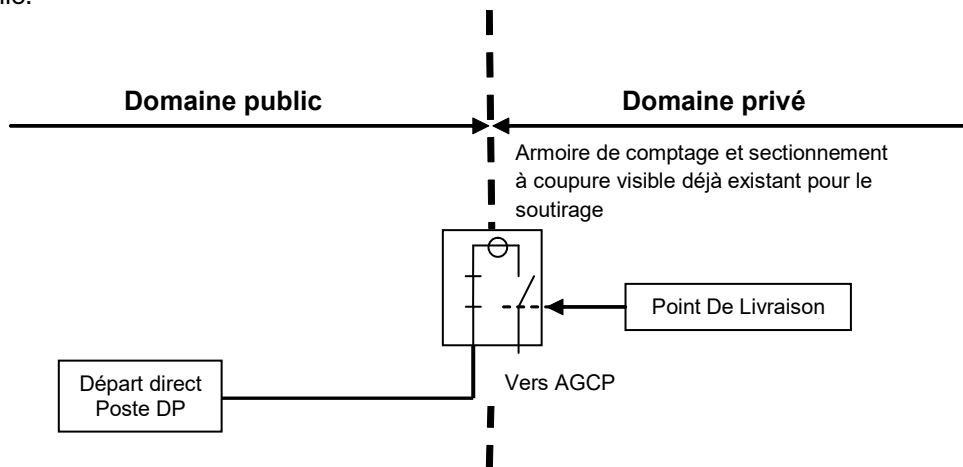 Domaine public
Domaine privé
Armoire de comptage et sectionnement
à coupure visible déjà existant pour le
soutirage
Point De Livraison
Départ direct
Poste DP
Vers AGCP